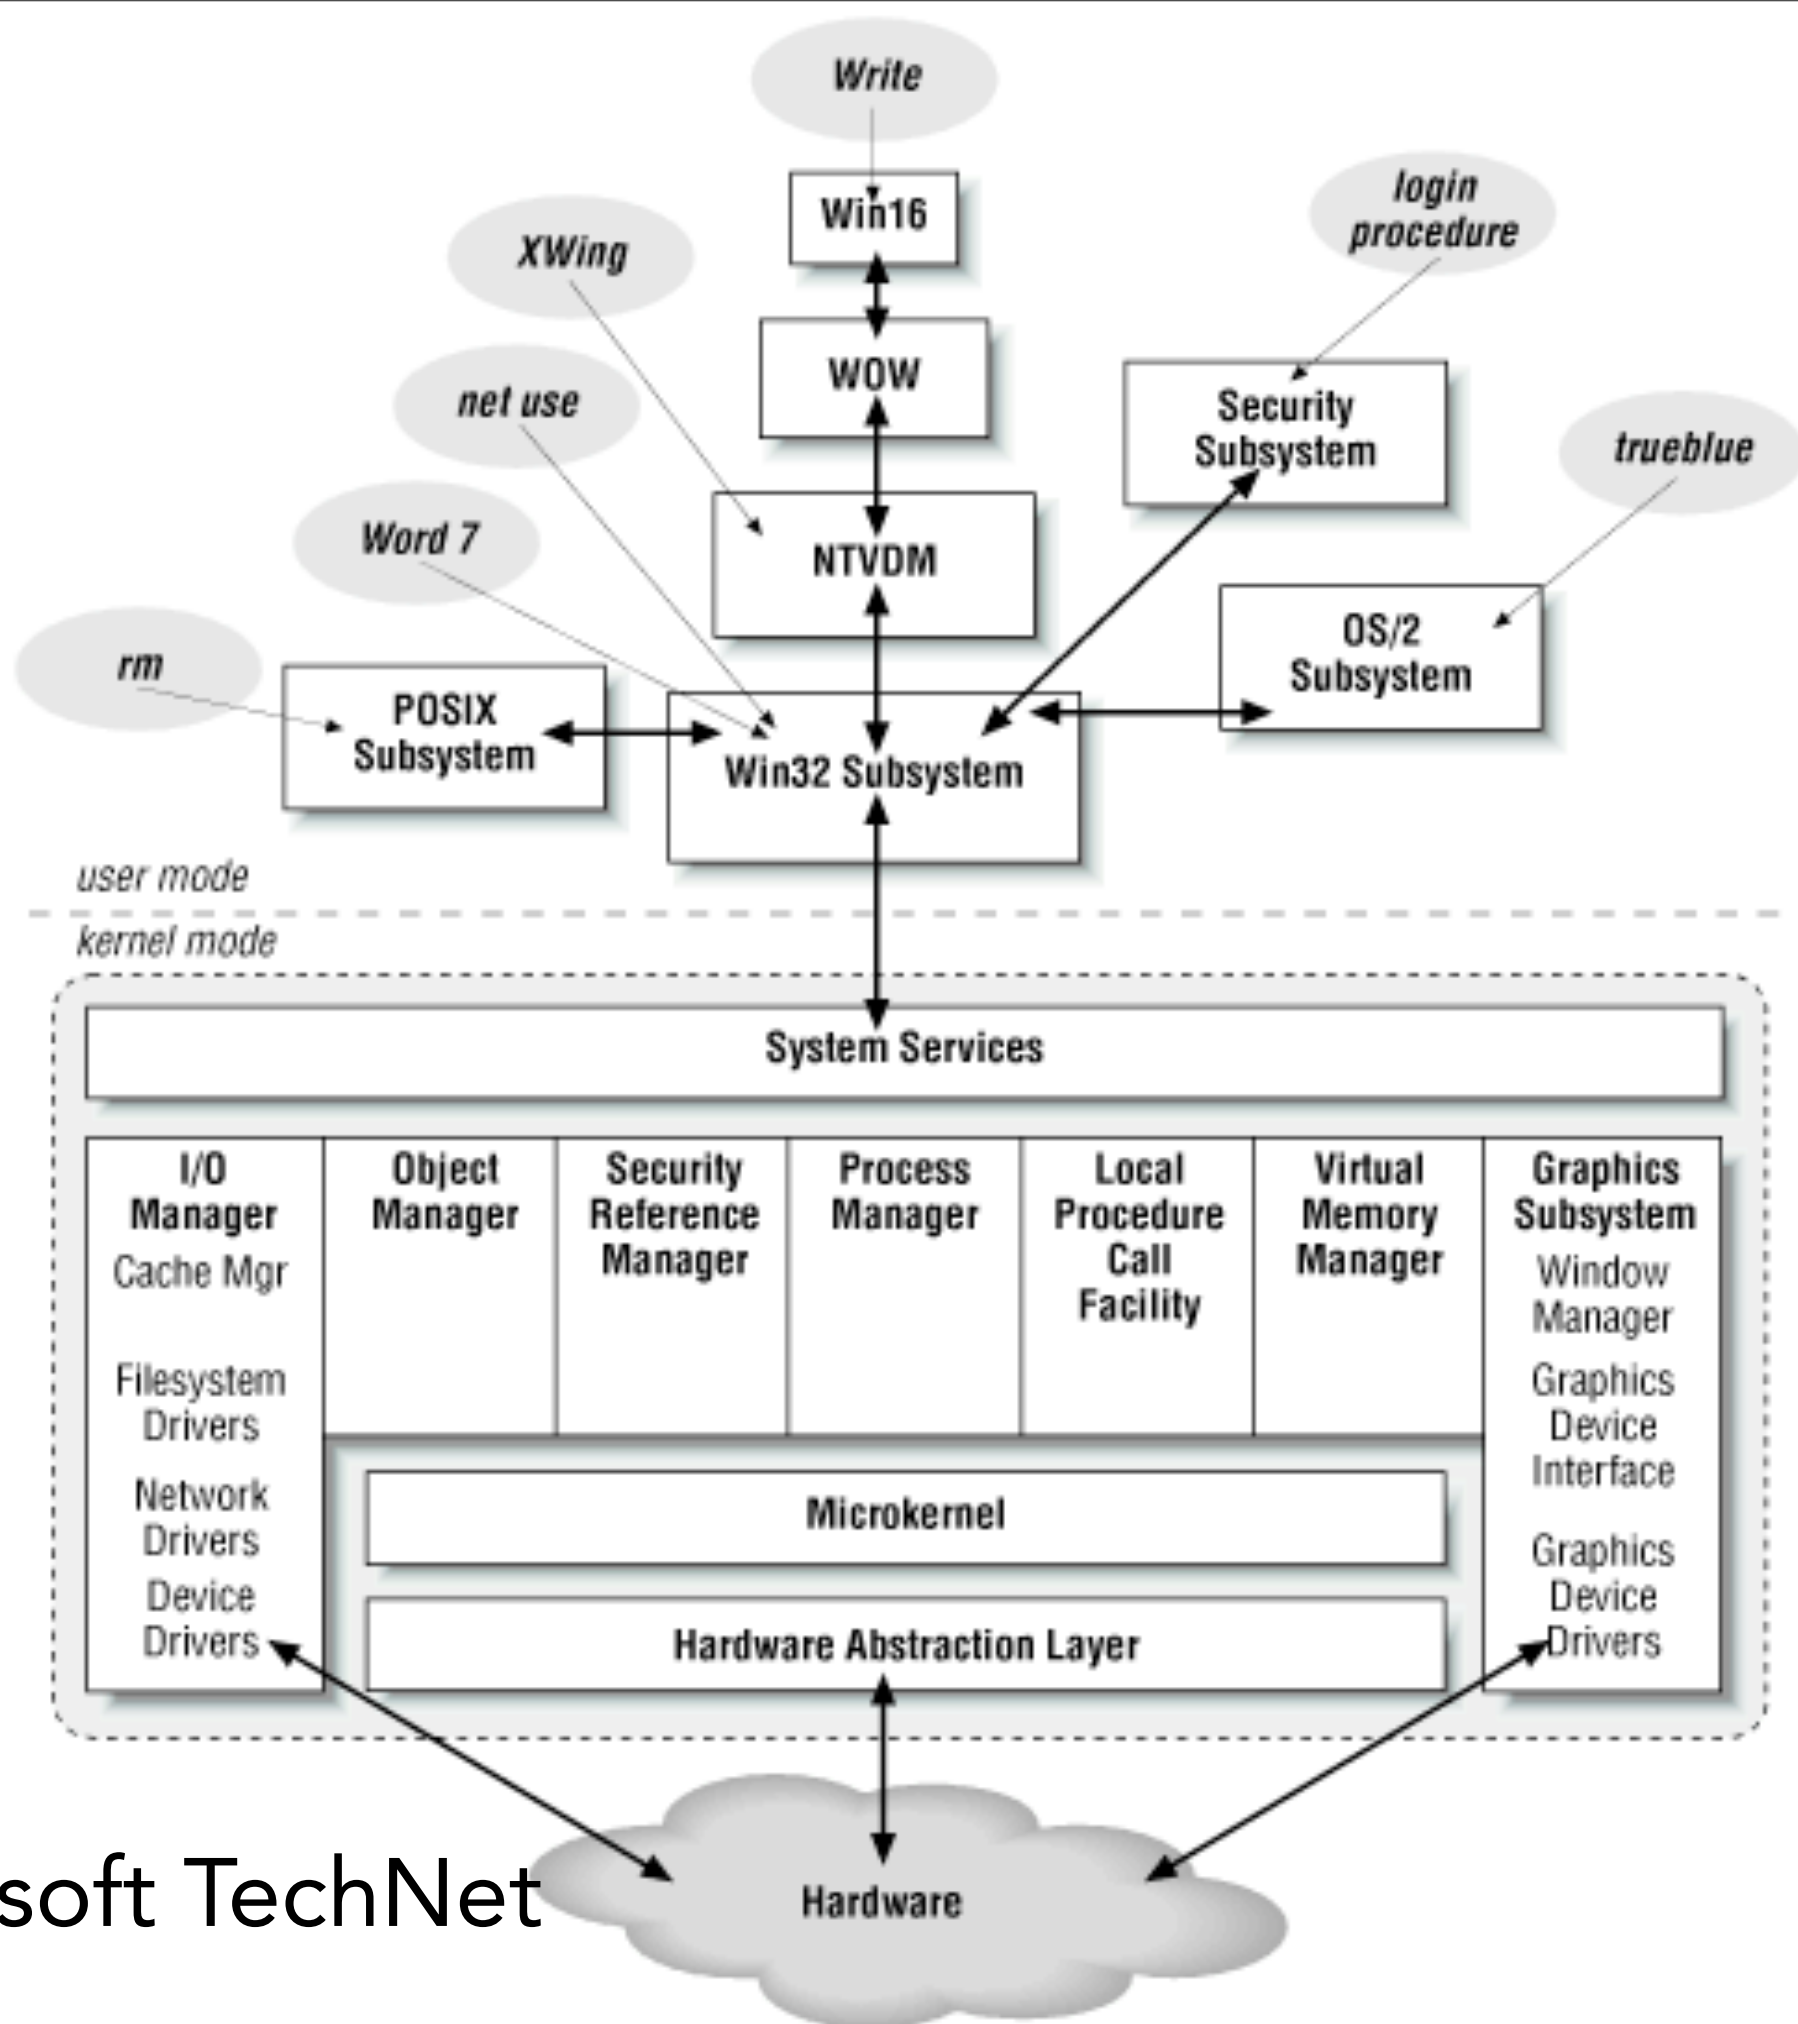 Write
Win16
login
procedure
XWing
WOW
net use
Security
Subsystem
trueblue
Word 7
NTVDM
OS/2
Subsystem
rm
POSIX
Subsystem
Win32 Subsystem
user mode
kernel mode
System Services
I/O
Manager
Cache Mgr
Filesystem
Drivers
Network
Drivers
Device
Drivers
Object
Manager
Security
Reference
Manager
Process
Manager
Local
Procedure
Call
Facility
Virtual
Memory
Manager
Graphics
Subsystem
Window
Manager
Graphics
Device
Interface
Graphics
Device
Drivers
Microkernel
Hardware Abstraction Layer
soft TechNet
Hardware